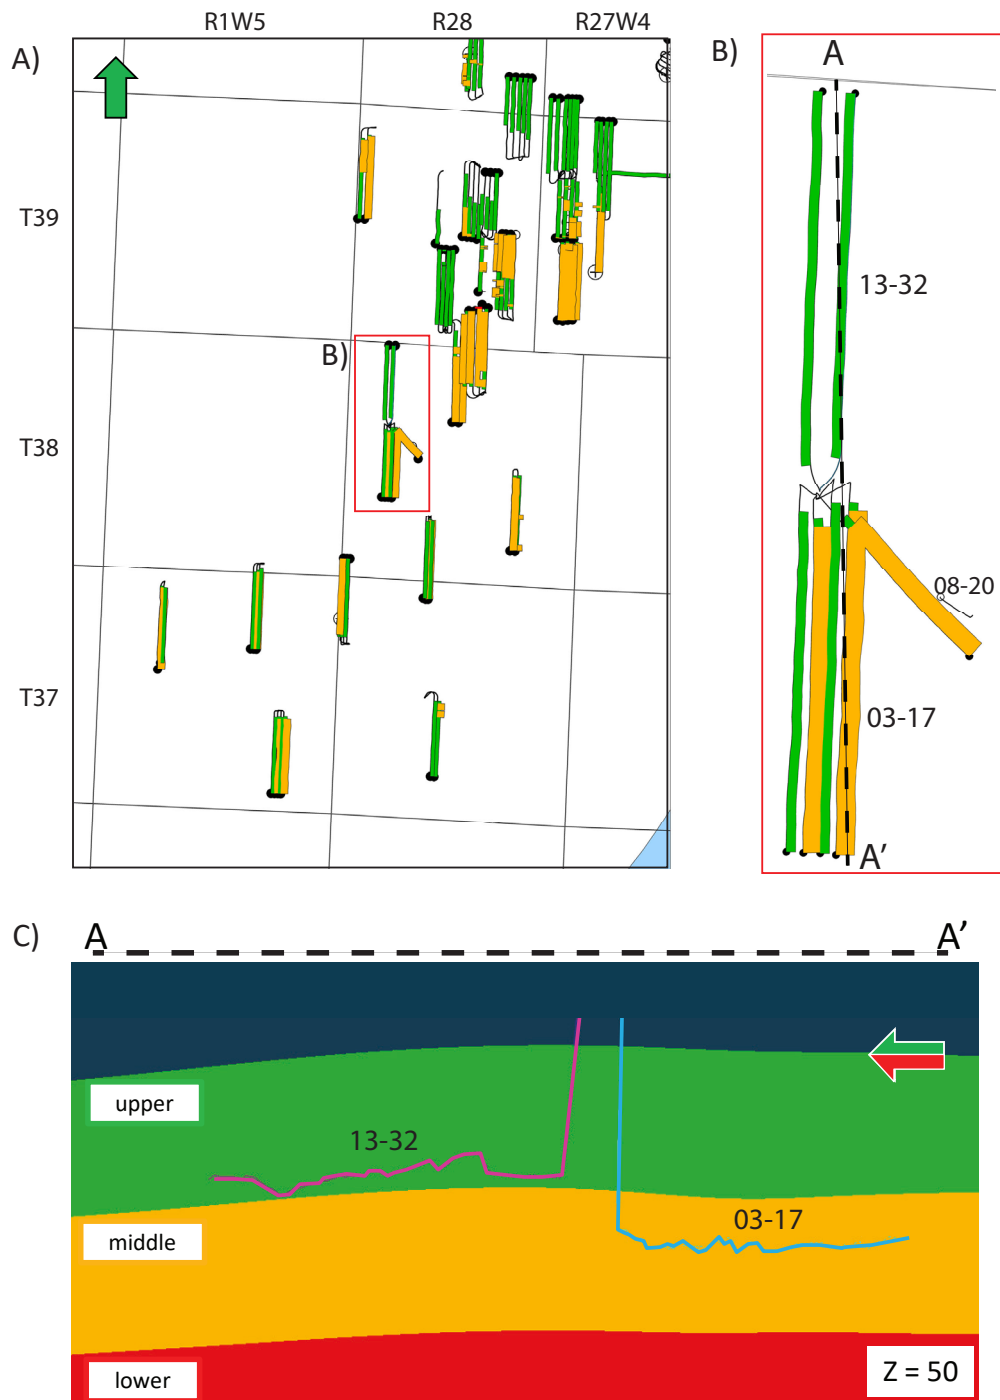 R1W5 R28 R27W4
A)
T39
B)
T38
T37
B)
A
13-32
08-20
03-17
A’
C) A A’
upper
13-32
middle
03-17
lower
Z = 50